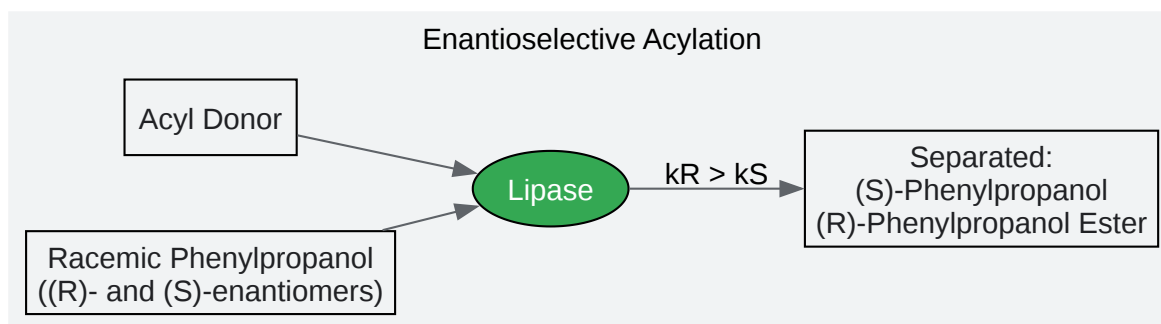 Enantioselective Acylation
Acyl Donor
Lipase
kR > kS
Separated:
(S)-Phenylpropanol
(R)-Phenylpropanol Ester
Racemic Phenylpropanol
((R)- and (S)-enantiomers)